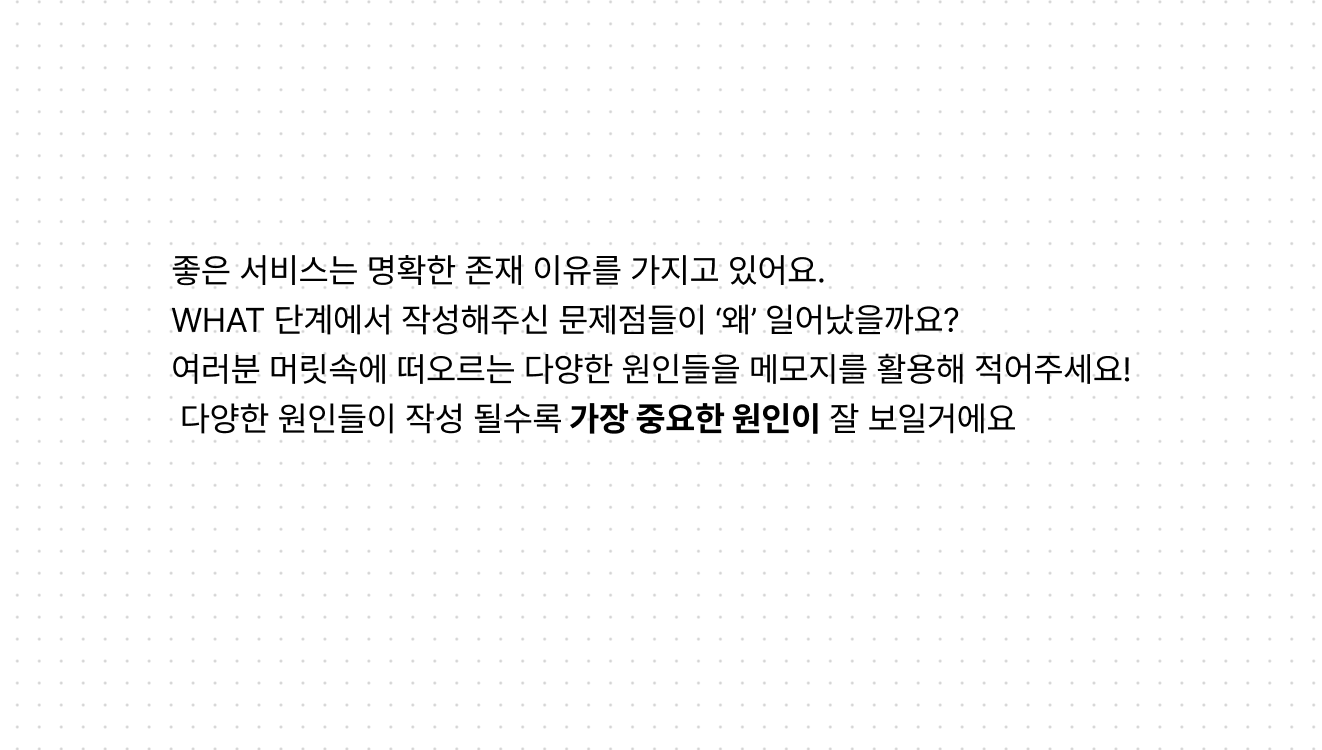 좋은 서비스는 명확한 존재 이유를 가지고 있어요.
WHAT 단계에서 작성해주신 문제점들이 ‘왜’ 일어났을까요?
여러분 머릿속에 떠오르는 다양한 원인들을 메모지를 활용해 적어주세요!
다양한 원인들이 작성 될수록 가장 중요한 원인이 잘 보일거에요